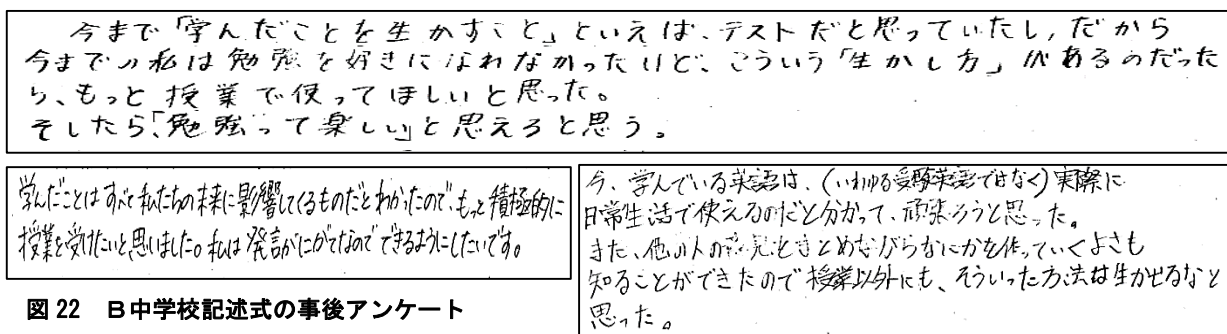 今まで「学んだことを生かすこと」といえば、テストだと思っていたし、だから
今までの私は勉強を好きになれなかったけど、こういう「生かし方」があるのだった
ら、もっと授業で使ってほしいと思った。
そしたら、「勉強って楽しい」と思えると思う。
学んだことはすべて私たちの未来に影響してくるものだとわかったので、もっと積極的に
授業を受けたいと思いました。私は発言がにがてなのでできるようにしたいです。
今、学んでいる英語は、(いわゆる受験英語ではなく)実際に
日常生活で使えるのだと分かって、頑張ろうと思った。
また、他の人の意見をまとめながらなにかを作っていくよさも
知ることができたので授業以外にも、そういった方法は生かせるなと
思った。
図22 B中学校記述式の事後アンケート